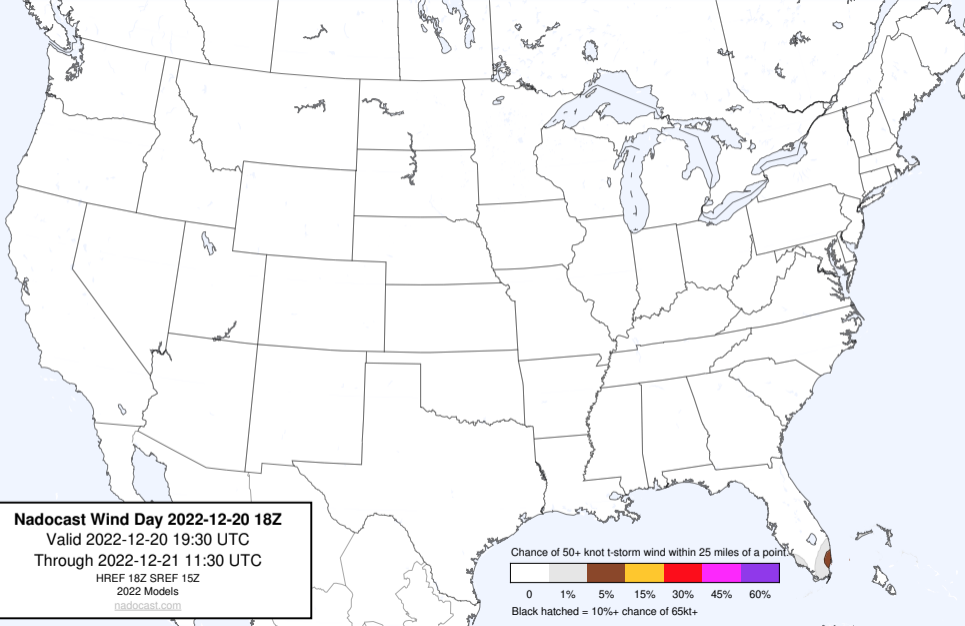 Nadocast Wind Day 2022-12-20 18Z
Valid 2022-12-20 19:30 UTC
Through 2022-12-21 11:30 UTC
HREF 18Z SREF 15Z
2022 Models
nadocast.com
Chance of 50+ knot t-storm wind within 25 miles of a point.
0 1% 5% 15% 30% 45% 60%
Black hatched = 10%+ chance of 65kt+